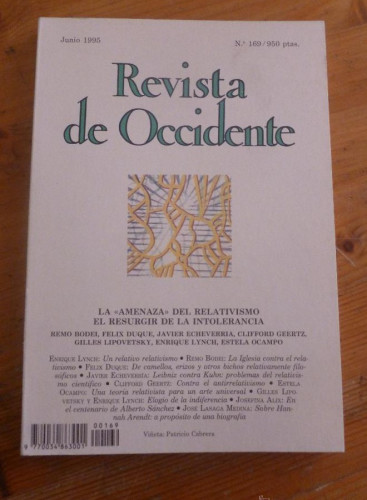 Junio 1995 N.º 169/950 ptas.
Revista
de Occidente
LA «AMENAZA» DEL RELATIVISMO
EL RESURGIR DE LA INTOLERANCIA
REMO BODEI, FELIX DUQUE, JAVIER ECHEVERRIA, CLIFFORD GEERTZ,
GILLES LIPOVETSKY, ENRIQUE LYNCH, ESTELA OCAMPO
ENRIQUE LYNCH: Un relativo relativismo • REMO BODEI: La Iglesia contra el rela-
tivismo • FELIX DUQUE: De camellos, erizos y otros bichos relativamente filo-
sóficos • JAVIER ECHEVERRIA: Leibniz contra Kuhn: problemas del relativis-
mo científico • CLIFFORD GEERTZ: Contra el antirrelativismo • ESTELA
OCAMPO: Una teoría relativista para un arte universal • GILLES LIPO-
VETSKY Y ENRIQUE LYNCH: Elogio de la indiferencia • JOSEFINA ALIX: En
el centenario de Alberto Sánchez • JOSÉ LASAGA MEDINA: Sobre Han-
nah Arendt: a propósito de una biografía
00169
9 770034 863001
Viñeta: Patricio Cabrera